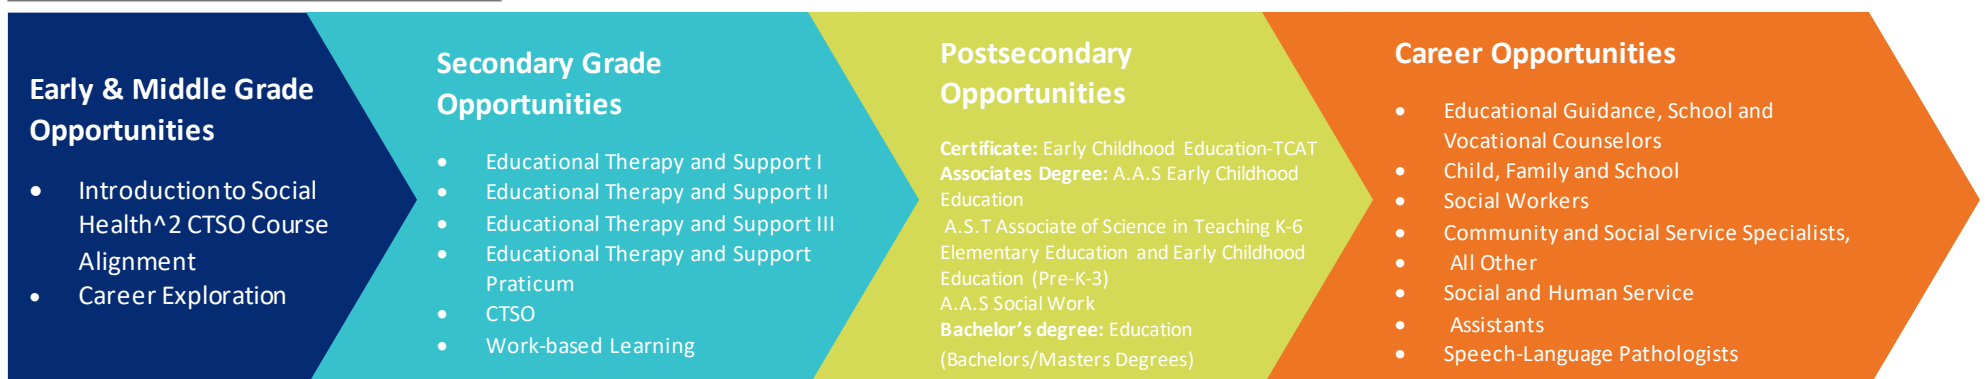 Early & Middle Grade
Opportunities
• Introduction to Social
Health^2 CTSO Course
Alignment
• Career Exploration
Secondary Grade
Opportunities
• Educational Therapy and Support I
• Educational Therapy and Support II
• Educational Therapy and Support III
• Educational Therapy and Support
Praticum
• CTSO
• Work-based Learning
Postsecondary
Opportunities
Certificate: Early Childhood Education-TCAT
Associates Degree: A.A.S Early Childhood
Education
A.S.T Associate of Science in Teaching K-6
Elementary Education and Early Childhood
Education (Pre-K-3)
A.A.S Social Work
Bachelor’s degree: Education
(Bachelors/Masters Degrees)
Career Opportunities
• Educational Guidance, School and
Vocational Counselors
• Child, Family and School
• Social Workers
• Community and Social Service Specialists,
• All Other
• Social and Human Service
• Assistants
• Speech-Language Pathologists